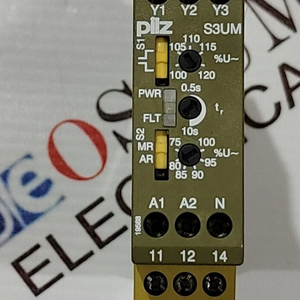 Y1 Y2 Y3
pilz S3UM
S1
110
105 115
100 120
%U~
PWR
0.5s
tr
FLT
10s
S2
MR
AR
75 100
80 95
85 90
%U~
A1 A2 N
19568
11 12 14